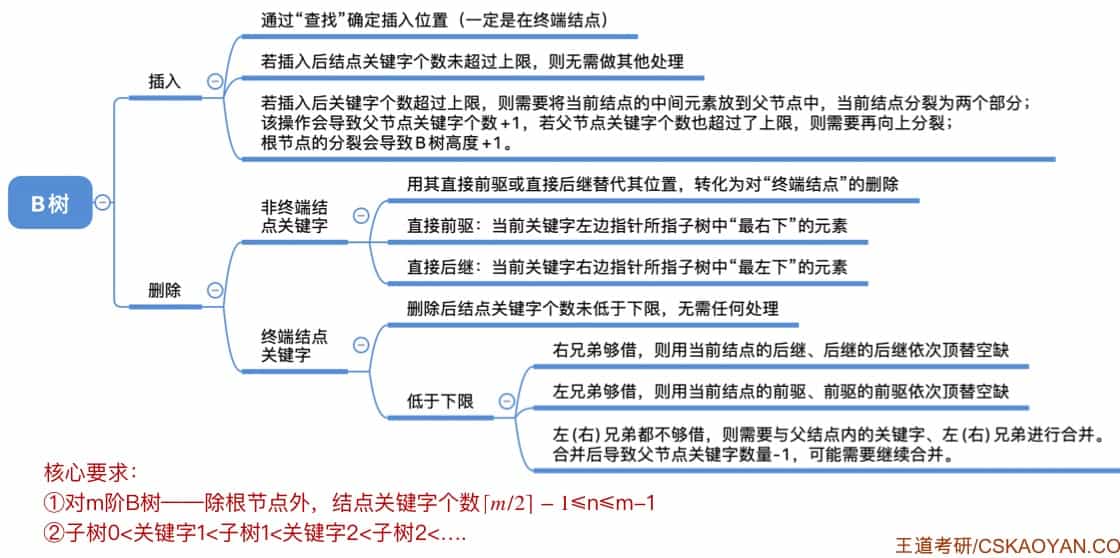 通过“查找”确定插入位置（一定是在终端结点）
若插入后结点关键字个数未超过上限，则无需做其他处理
插入
若插入后关键字个数超过上限，则需要将当前结点的中间元素放到父节点中，当前结点分裂为两个部分；
该操作会导致父节点关键字个数+1，若父节点关键字个数也超过了上限，则需要再向上分裂；
根节点的分裂会导致B树高度+1。
B树
用其直接前驱或直接后继替代其位置，转化为对“终端结点”的删除
非终端结
点关键字
直接前驱：当前关键字左边指针所指子树中“最右下”的元素
直接后继：当前关键字右边指针所指子树中“最左下”的元素
删除
删除后结点关键字个数未低于下限，无需任何处理
终端结点
关键字
右兄弟够借，则用当前结点的后继、后继的后继依次顶替空缺
左兄弟够借，则用当前结点的前驱、前驱的前驱依次顶替空缺
低于下限
左(右)兄弟都不够借，则需要与父结点内的关键字、左(右)兄弟进行合并。
合并后导致父节点关键字数量-1，可能需要继续合并。
核心要求：
①对m阶B树——除根节点外，结点关键字个数⌈m/2⌉ − 1≤n≤m-1
②子树0<关键字1<子树1<关键字2<子树2<....
王道考研/CSKAOYAN.CO